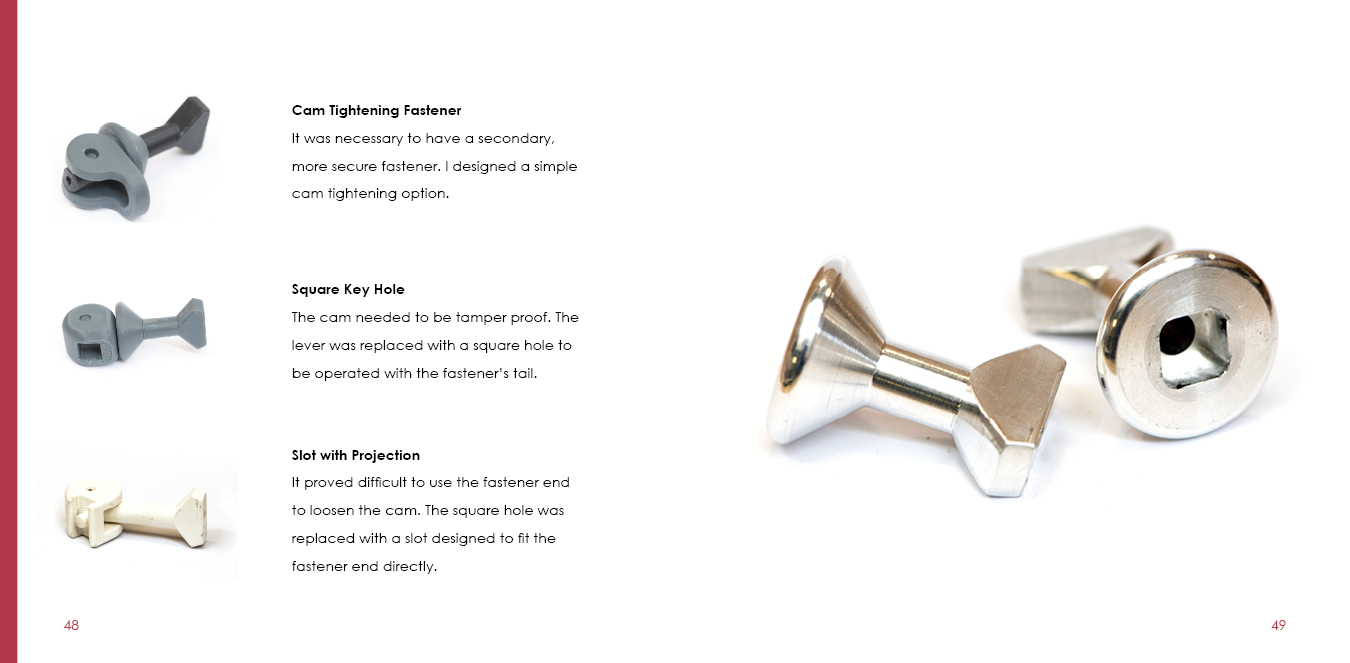 Cam Tightening Fastener
It was necessary to have a secondary,
more secure fastener. I designed a simple
cam tightening option.
Square Key Hole
The cam needed to be tamper proof. The
lever was replaced with a square hole to
be operated with the fastener's tail.
Slot with Projection
It proved difficult to use the fastener end
to loosen the cam. The square hole was
replaced with a slot designed to fit the
fastener end directly.
48
49